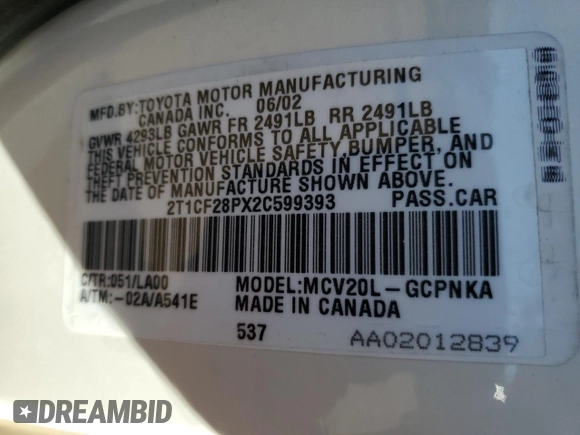 MFD.BY:TOYOTA MOTOR MANUFACTURING
CANADA INC. 06/02
GVWR 4293LB GAWR FR 2491LB RR 2491LB
THIS VEHICLE CONFORMS TO ALL APPLICABLE
FEDERAL MOTOR VEHICLE SAFETY BUMPER, AND
THEFT PREVENTION STANDARDS IN EFFECT ON
THE DATE OF MANUFACTURE SHOWN ABOVE.
2T1CF28PX2C599393 PASS.CAR
C/TR:051/LA00 MODEL:MCV20L-GCPNKA
A/TM:-02A/A541E MADE IN CANADA
537 AA02012839
DREAMBID